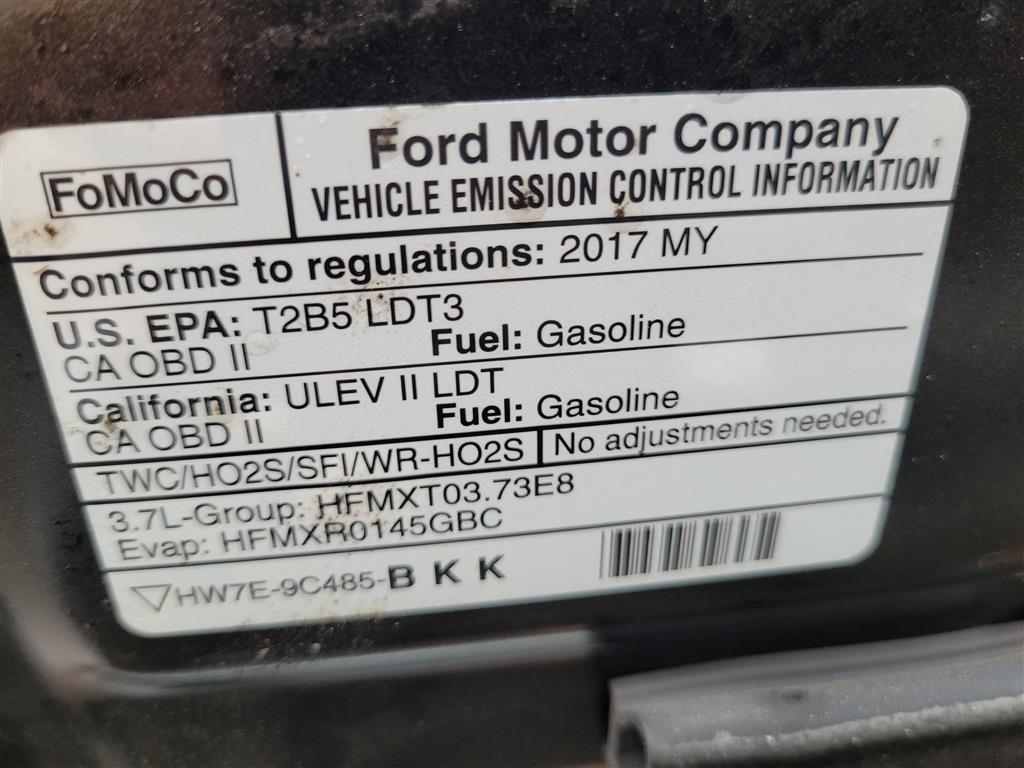 FoMoCo
Ford Motor Company
VEHICLE EMISSION CONTROL INFORMATION
Conforms to regulations: 2017 MY
U.S. EPA: T2B5 LDT3
CA OBD II Fuel: Gasoline
California: ULEV II LDT
CA OBD II Fuel: Gasoline
TWC/HO2S/SFI/WR-HO2S No adjustments needed.
3.7L-Group: HFMXT03.73E8
Evap: HFMXR0145GBC
HW7E-9C485-B K K